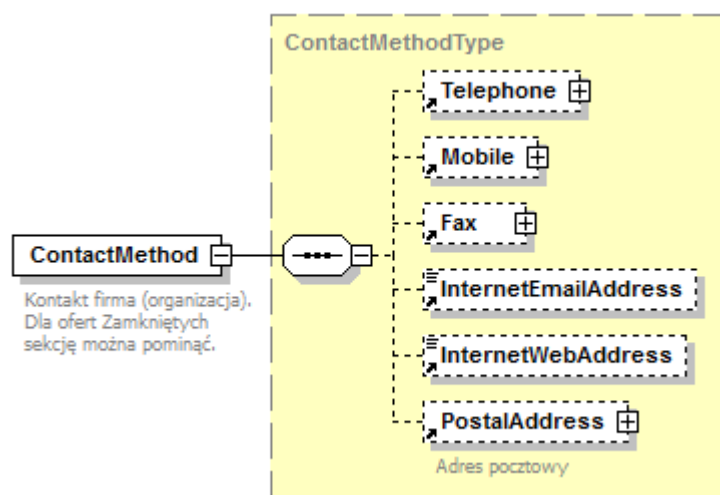 ContactMethodType
Telephone
Mobile
Fax
ContactMethod
Kontakt firma (organizacja).
Dla ofert Zamkniętych
sekcję można pominąć.
InternetEmailAddress
InternetWebAddress
PostalAddress
Adres pocztowy